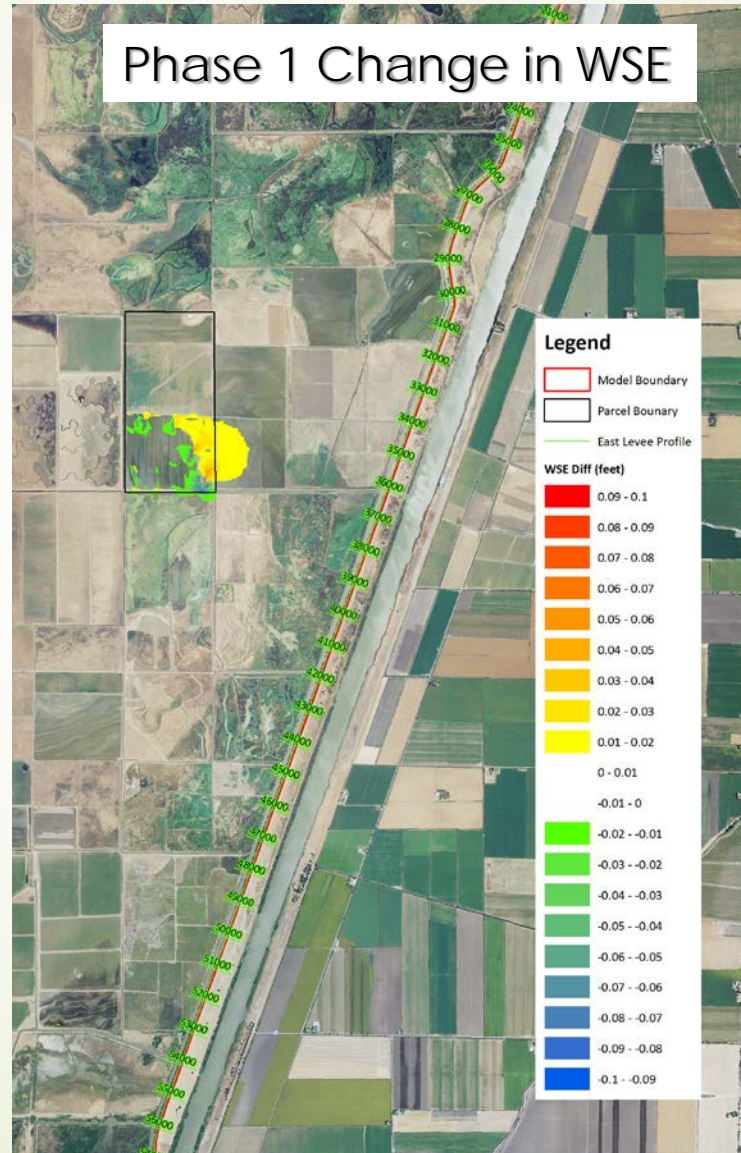 Phase 1 Change in WSE
21000
24000
25000
26000
27000
28000
29000
30000
31000
32000
33000
34000
35000
36000
37000
38000
39000
40000
41000
42000
43000
44000
45000
46000
47000
48000
49000
50000
51000
52000
53000
54000
55000
56000
Legend
Model Boundary
Parcel Bounary
East Levee Profile
WSE Diff (feet)
0.09 - 0.1
0.08 - 0.09
0.07 - 0.08
0.06 - 0.07
0.05 - 0.06
0.04 - 0.05
0.03 - 0.04
0.02 - 0.03
0.01 - 0.02
0 - 0.01
-0.01 - 0
-0.02 - -0.01
-0.03 - -0.02
-0.04 - -0.03
-0.05 - -0.04
-0.06 - -0.05
-0.07 - -0.06
-0.08 - -0.07
-0.09 - -0.08
-0.1 - -0.09